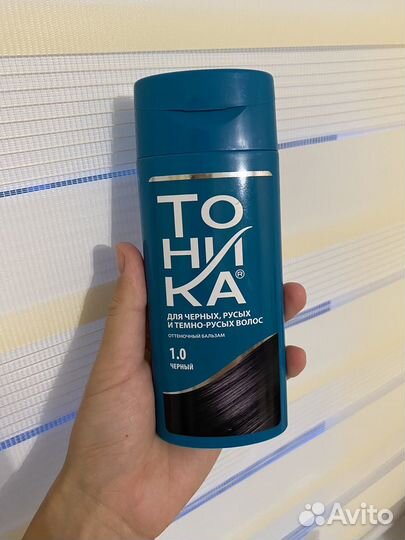 ТО
НИ
КА®
ДЛЯ ЧЕРНЫХ, РУСЫХ
И ТЕМНО-РУСЫХ ВОЛОС
ОТТЕНОЧНЫЙ БАЛЬЗАМ
1.0
ЧЕРНЫЙ
Avito